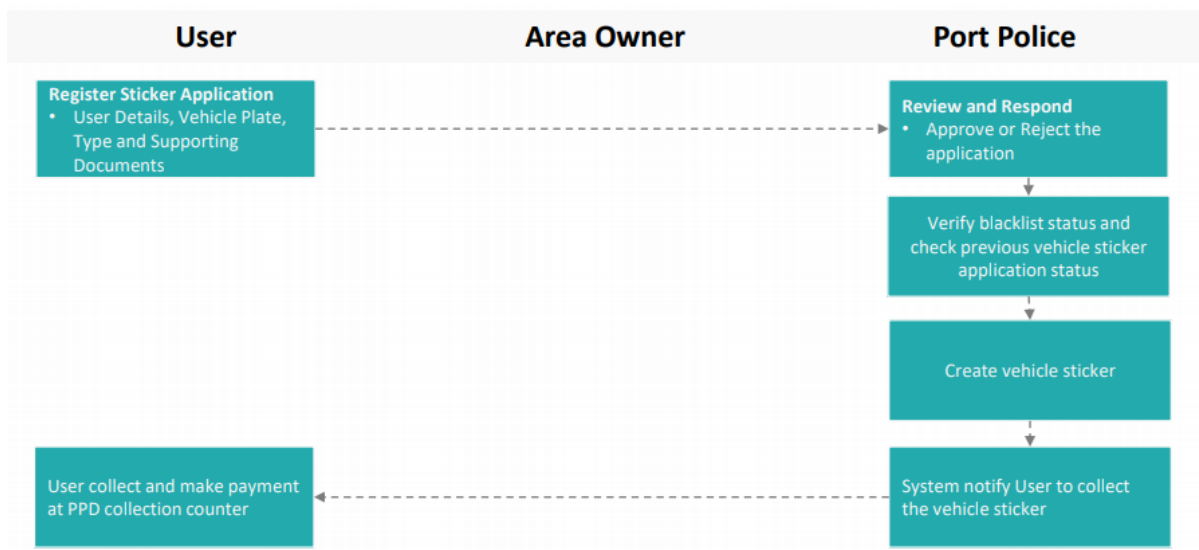 User
Area Owner
Port Police
Register Sticker Application
• User Details, Vehicle Plate,
Type and Supporting
Documents
Review and Respond
• Approve or Reject the
application
Verify blacklist status and
check previous vehicle sticker
application status
Create vehicle sticker
User collect and make payment
at PPD collection counter
System notify User to collect
the vehicle sticker